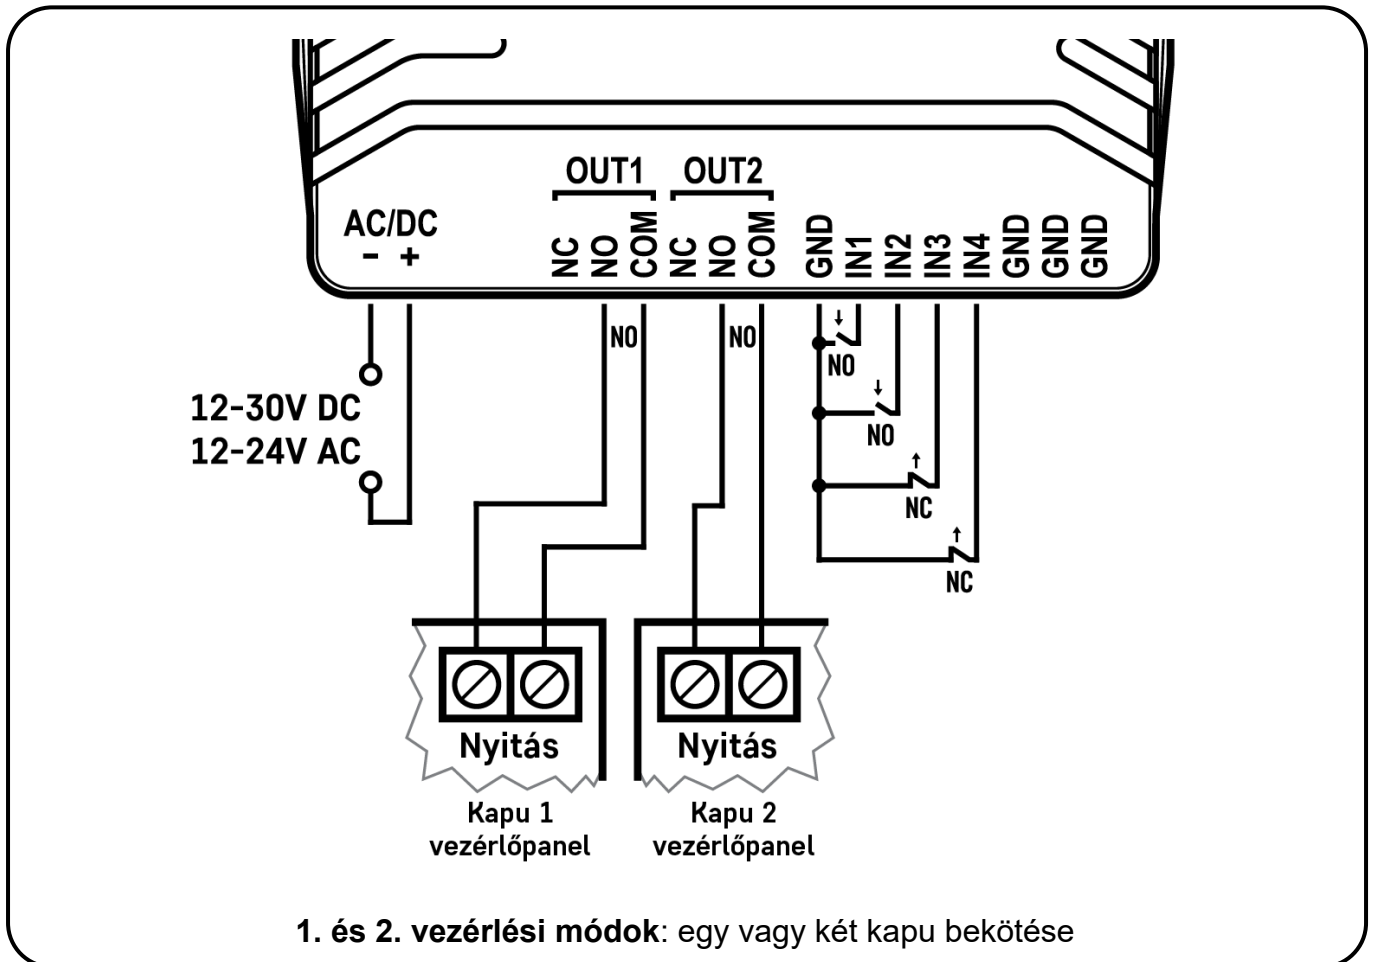 OUT1 OUT2
AC/DC
- +
NC NO COM NC NO COM GND IN1 IN2 IN3 IN4 GND GND GND
NO NO
NO
12-30V DC
NO
12-24V AC
NC
NC
Nyitás Nyitás
Kapu 1
vezérlőpanel
Kapu 2
vezérlőpanel
1. és 2. vezérlési módok: egy vagy két kapu bekötése